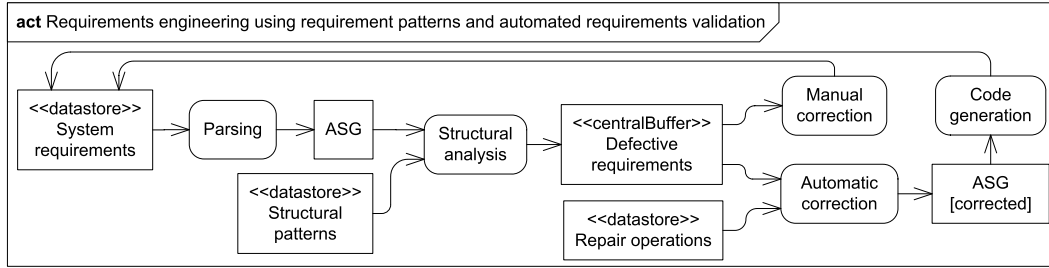 act Requirements engineering using requirement patterns and automated requirements validation
<<datastore>>
System
requirements
Parsing
ASG
Structural
analysis
<<datastore>>
Structural
patterns
<<centralBuffer>>
Defective
requirements
<<datastore>>
Repair operations
Manual
correction
Automatic
correction
Code
generation
ASG
[corrected]